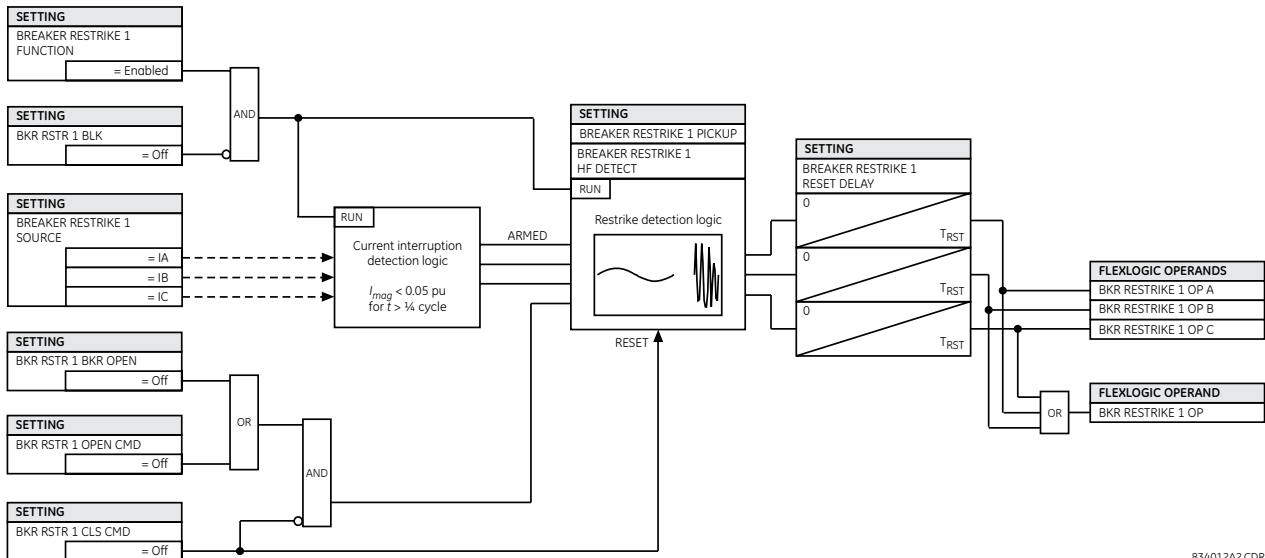 SETTING
BREAKER RESTRIKE 1
FUNCTION
= Enabled
SETTING
BKR RSTR 1 BLK
= Off
AND
SETTING
BREAKER RESTRIKE 1
SOURCE
= IA
= IB
= IC
RUN
Current interruption
detection logic
Imag < 0.05 pu
for t > ¼ cycle
ARMED
SETTING
BREAKER RESTRIKE 1 PICKUP
BREAKER RESTRIKE 1
HF DETECT
RUN
Restrike detection logic
RESET
SETTING
BREAKER RESTRIKE 1
RESET DELAY
0
TRST
0
TRST
0
TRST
FLEXLOGIC OPERANDS
BKR RESTRIKE 1 OP A
BKR RESTRIKE 1 OP B
BKR RESTRIKE 1 OP C
FLEXLOGIC OPERAND
BKR RESTRIKE 1 OP
OR
SETTING
BKR RSTR 1 BKR OPEN
= Off
SETTING
BKR RSTR 1 OPEN CMD
= Off
OR
AND
SETTING
BKR RSTR 1 CLS CMD
= Off
834012A2.CDR